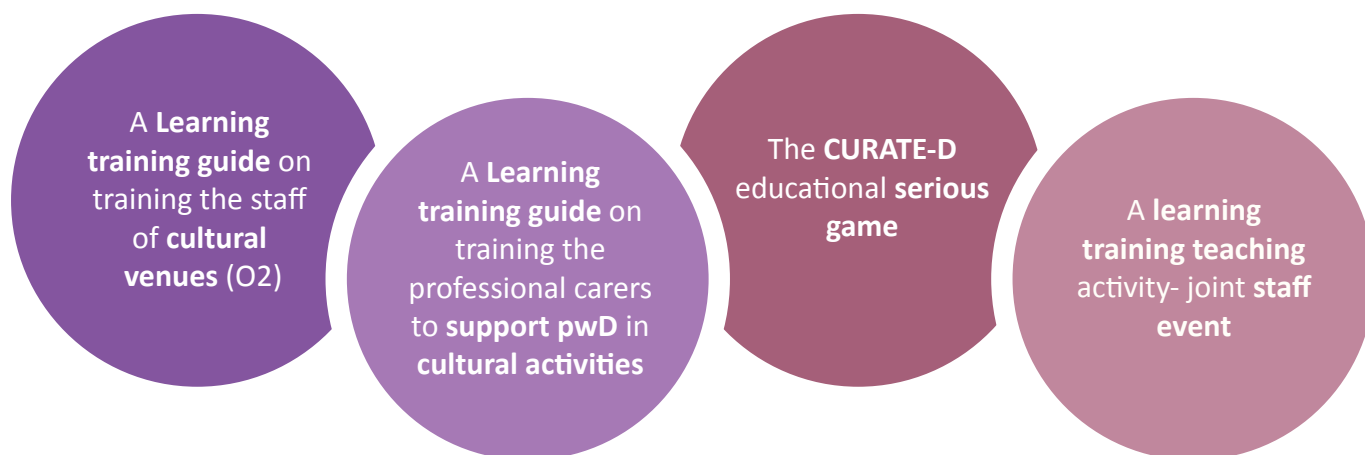 A Learning
training guide on
training the staff
of cultural
venues (O2)
A Learning
training guide on
training the
professional carers
to support pwD in
cultural activities
The CURATE-D
educational serious
game
A learning
training teaching
activity- joint staff
event